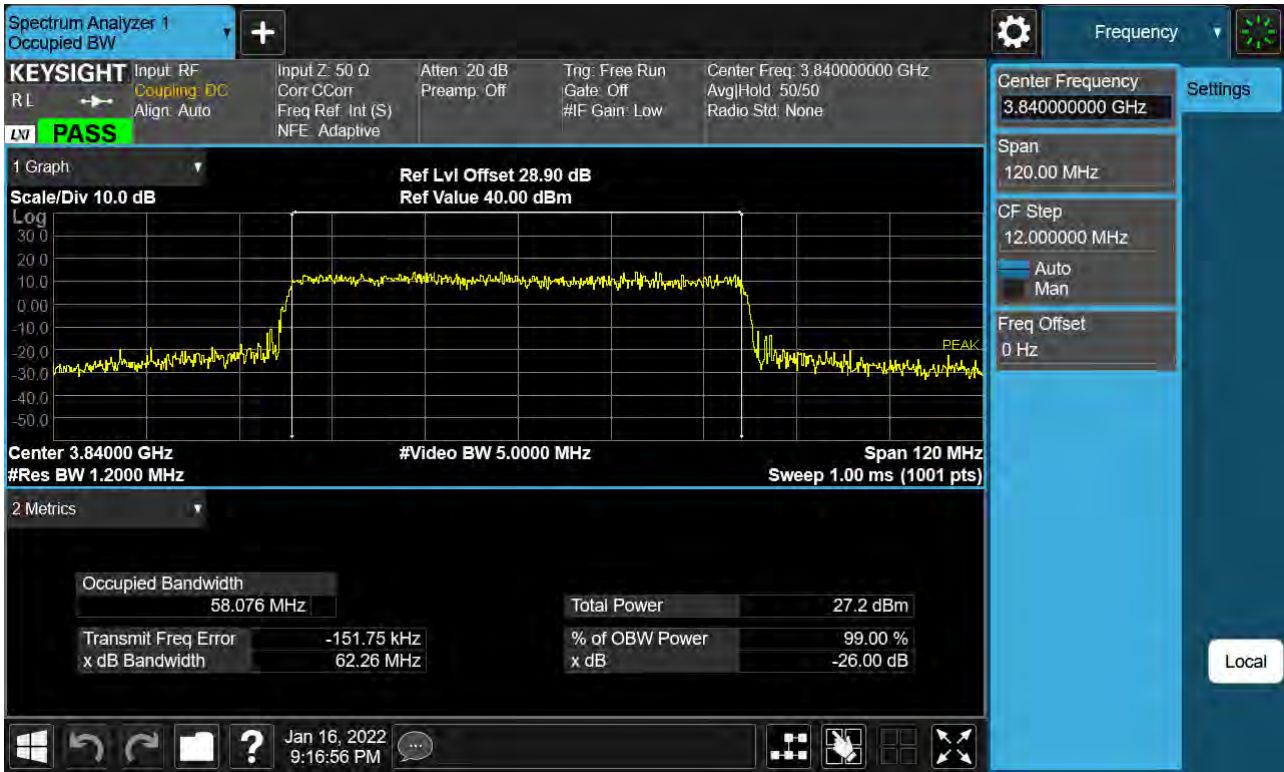 Spectrum Analyzer 1
Occupied BW
+
Frequency
KEYSIGHT
RL
LXI PASS
Input: RF
Coupling: DC
Align: Auto
Input Z: 50 Ω
Corr CCorr
Freq Ref: Int (S)
NFE: Adaptive
Atten: 20 dB
Preamp: Off
Trig: Free Run
Gate: Off
#IF Gain: Low
Center Freq: 3.840000000 GHz
Avg|Hold: 50/50
Radio Std: None
Center Frequency
3.840000000 GHz
Settings
Span
120.00 MHz
CF Step
12.000000 MHz
Auto
Man
Freq Offset
0 Hz
Local
1 Graph
Scale/Div 10.0 dB
Ref Lvl Offset 28.90 dB
Ref Value 40.00 dBm
Log
30.0
20.0
10.0
0.00
-10.0
-20.0
-30.0
-40.0
-50.0
PEAK
Center 3.84000 GHz
#Video BW 5.0000 MHz
Span 120 MHz
#Res BW 1.2000 MHz
Sweep 1.00 ms (1001 pts)
2 Metrics
Occupied Bandwidth
58.076 MHz
Total Power 27.2 dBm
Transmit Freq Error -151.75 kHz
% of OBW Power 99.00 %
x dB Bandwidth 62.26 MHz
x dB -26.00 dB
?
Jan 16, 2022
9:16:56 PM